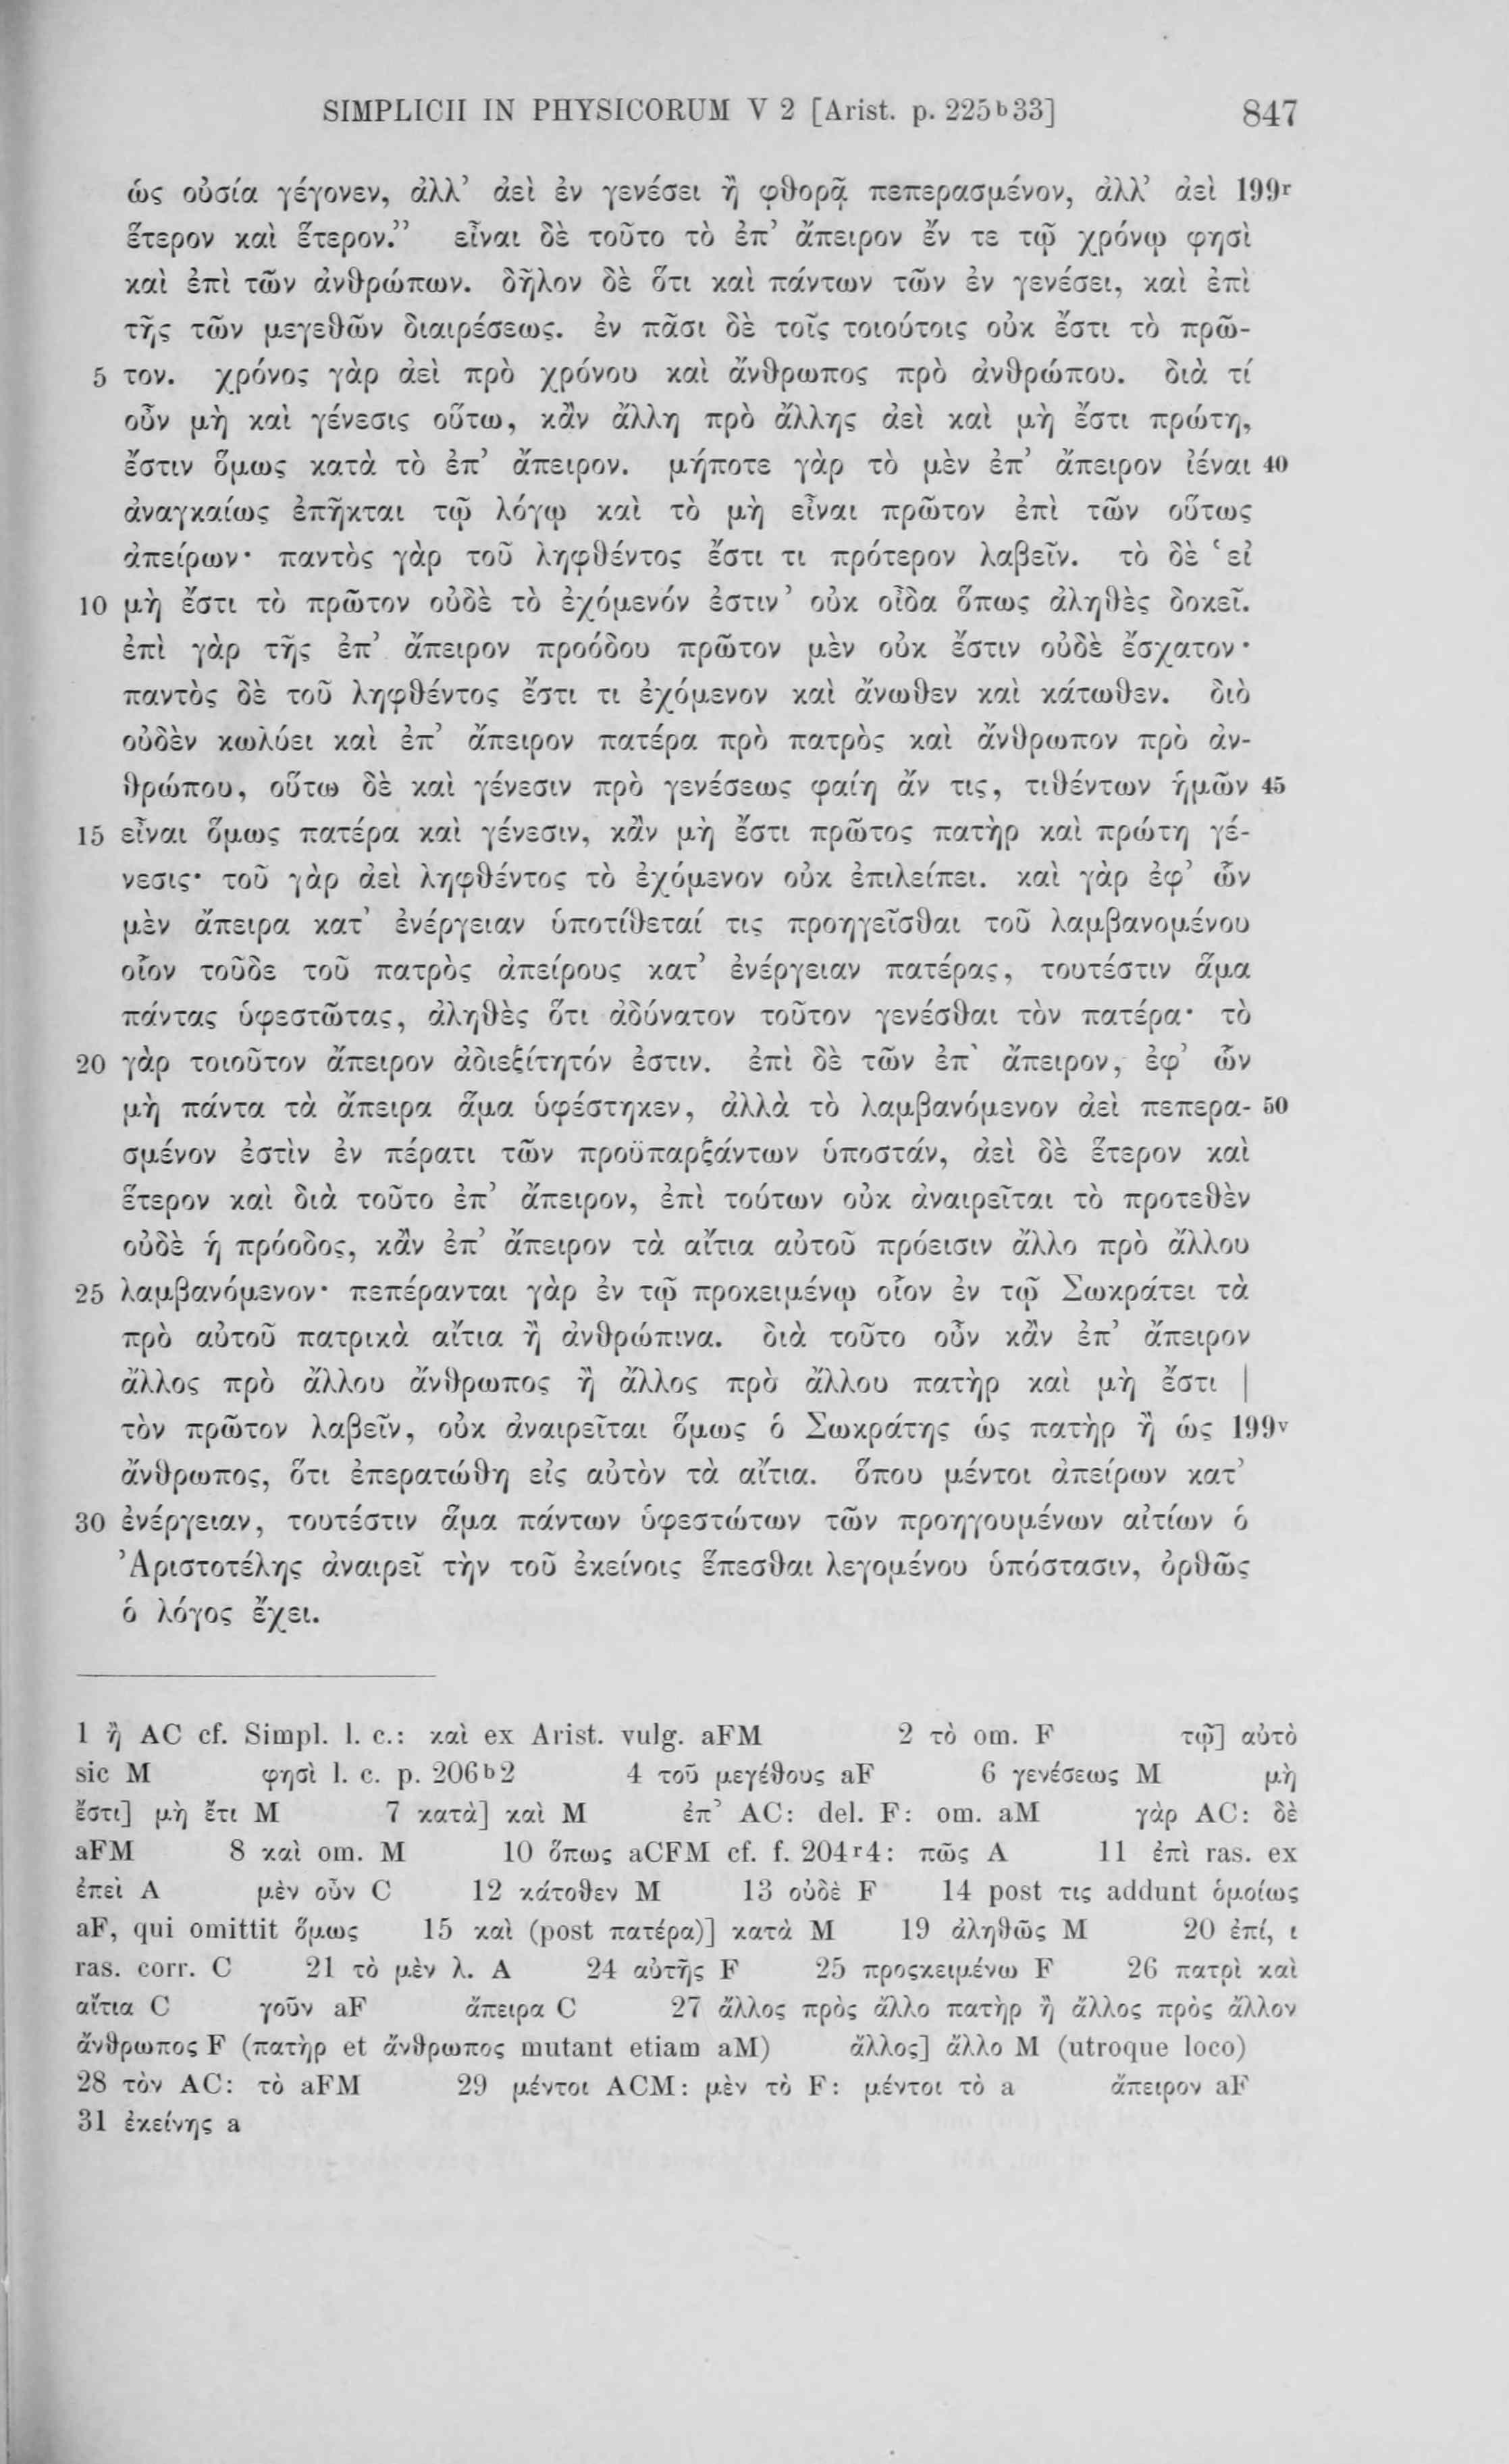 SIMPLICII IN PHYSICORUM V 2 [Arist. p. 225b33] 847
ὡς οὐσία γέγονεν, ἀλλ’ ἀεὶ ἐν γενέσει ἢ φθορᾷ πεπερασμένον, ἀλλ’ ἀεὶ 199r
ἕτερον καὶ ἕτερον.” εἶναι δὲ τοῦτο τὸ ἐπ’ ἄπειρον ἔν τε τῷ χρόνῳ φησὶ
καὶ ἐπὶ τῶν ἀνθρώπων. δῆλον δὲ ὅτι καὶ πάντων τῶν ἐν γενέσει, καὶ ἐπὶ
τῆς τῶν μεγεθῶν διαιρέσεως. ἐν πᾶσι δὲ τοῖς τοιούτοις οὐκ ἔστι τὸ πρῶ-
5 τον. χρόνος γὰρ ἀεὶ πρὸ χρόνου καὶ ἄνθρωπος πρὸ ἀνθρώπου. διὰ τί
οὖν μὴ καὶ γένεσις οὕτω, κἂν ἄλλη πρὸ ἄλλης ἀεὶ καὶ μὴ ἔστι πρώτη,
ἔστιν ὅμως κατὰ τὸ ἐπ’ ἄπειρον. μήποτε γὰρ τὸ μὲν ἐπ’ ἄπειρον ἰέναι 40
ἀναγκαίως ἐπῆκται τῷ λόγῳ καὶ τὸ μὴ εἶναι πρῶτον ἐπὶ τῶν οὕτως
ἀπείρων· παντὸς γὰρ τοῦ ληφθέντος ἔστι τι πρότερον λαβεῖν. τὸ δὲ ‘εἰ
10 μὴ ἔστι τὸ πρῶτον οὐδὲ τὸ ἐχόμενόν ἐστιν’ οὐκ οἶδα ὅπως ἀληθὲς δοκεῖ.
ἐπὶ γὰρ τῆς ἐπ’ ἄπειρον προόδου πρῶτον μὲν οὐκ ἔστιν οὐδὲ ἔσχατον·
παντὸς δὲ τοῦ ληφθέντος ἔστι τι ἐχόμενον καὶ ἄνωθεν καὶ κάτωθεν. διὸ
οὐδὲν κωλύει καὶ ἐπ’ ἄπειρον πατέρα πρὸ πατρὸς καὶ ἄνθρωπον πρὸ ἀν-
θρώπου, οὕτω δὲ καὶ γένεσιν πρὸ γενέσεως φαίη ἄν τις, τιθέντων ἡμῶν 45
15 εἶναι ὅμως πατέρα καὶ γένεσιν, κἂν μὴ ἔστι πρῶτος πατὴρ καὶ πρώτη γέ-
νεσις· τοῦ γὰρ ἀεὶ ληφθέντος τὸ ἐχόμενον οὐκ ἐπιλείπει. καὶ γὰρ ἐφ’ ὧν
μὲν ἄπειρα κατ’ ἐνέργειαν ὑποτίθεταί τις προηγεῖσθαι τοῦ λαμβανομένου
οἷον τοῦδε τοῦ πατρὸς ἀπείρους κατ’ ἐνέργειαν πατέρας, τουτέστιν ἅμα
πάντας ὑφεστῶτας, ἀληθὲς ὅτι ἀδύνατον τοῦτον γενέσθαι τὸν πατέρα· τὸ
20 γὰρ τοιοῦτον ἄπειρον ἀδιεξίτητόν ἐστιν. ἐπὶ δὲ τῶν ἐπ’ ἄπειρον, ἐφ’ ὧν
μὴ πάντα τὰ ἄπειρα ἅμα ὑφέστηκεν, ἀλλὰ τὸ λαμβανόμενον ἀεὶ πεπερα- 50
σμένον ἐστὶν ἐν πέρατι τῶν προϋπαρξάντων ὑποστάν, ἀεὶ δὲ ἕτερον καὶ
ἕτερον καὶ διὰ τοῦτο ἐπ’ ἄπειρον, ἐπὶ τούτων οὐκ ἀναιρεῖται τὸ προτεθὲν
οὐδὲ ἡ πρόοδος, κἂν ἐπ’ ἄπειρον τὰ αἴτια αὐτοῦ πρόεισιν ἄλλο πρὸ ἄλλου
25 λαμβανόμενον· πεπέρανται γὰρ ἐν τῷ προκειμένῳ οἷον ἐν τῷ Σωκράτει τὰ
πρὸ αὐτοῦ πατρικὰ αἴτια ἢ ἀνθρώπινα. διὰ τοῦτο οὖν κἂν ἐπ’ ἄπειρον
ἄλλος πρὸ ἄλλου ἄνθρωπος ἢ ἄλλος πρὸ ἄλλου πατὴρ καὶ μὴ ἔστι |
τὸν πρῶτον λαβεῖν, οὐκ ἀναιρεῖται ὅμως ὁ Σωκράτης ὡς πατὴρ ἢ ὡς 199v
ἄνθρωπος, ὅτι ἐπερατώθη εἰς αὐτὸν τὰ αἴτια. ὅπου μέντοι ἀπείρων κατ’
30 ἐνέργειαν, τουτέστιν ἅμα πάντων ὑφεστώτων τῶν προηγουμένων αἰτίων ὁ
Ἀριστοτέλης ἀναιρεῖ τὴν τοῦ ἐκείνοις ἕπεσθαι λεγομένου ὑπόστασιν, ὀρθῶς
ὁ λόγος ἔχει.
1 ἢ AC cf. Simpl. l. c.: καὶ ex Arist. vulg. aFM 2 τὸ om. F τῷ] αὐτὸ
sic M φησὶ l. c. p. 206b2 4 τοῦ μεγέθους aF 6 γενέσεως M μὴ
ἔστι] μὴ ἔτι M 7 κατὰ] καὶ M ἐπ’ AC: del. F: om. aM γὰρ AC: δὲ
aFM 8 καὶ om. M 10 ὅπως aCFM cf. f. 204r4: πῶς A 11 ἐπὶ ras. ex
ἐπεὶ A μὲν οὖν C 12 κάτοθεν M 13 οὐδὲ F 14 post τις addunt ὁμοίως
aF, qui omittit ὅμως 15 καὶ (post πατέρα)] κατὰ M 19 ἀληθῶς M 20 ἐπί, ι
ras. corr. C 21 τὸ μὲν λ. A 24 αὐτῆς F 25 προςκειμένω F 26 πατρὶ καὶ
αἴτια C γοῦν aF ἄπειρα C 27 ἄλλος πρὸς ἄλλο πατὴρ ἢ ἄλλος πρὸς ἄλλον
ἄνθρωπος F (πατὴρ et ἄνθρωπος mutant etiam aM) ἄλλος] ἄλλο M (utroque loco)
28 τὸν AC: τὸ aFM 29 μέντοι ACM: μὲν τὸ F: μέντοι τὸ a ἄπειρον aF
31 ἐκείνης a